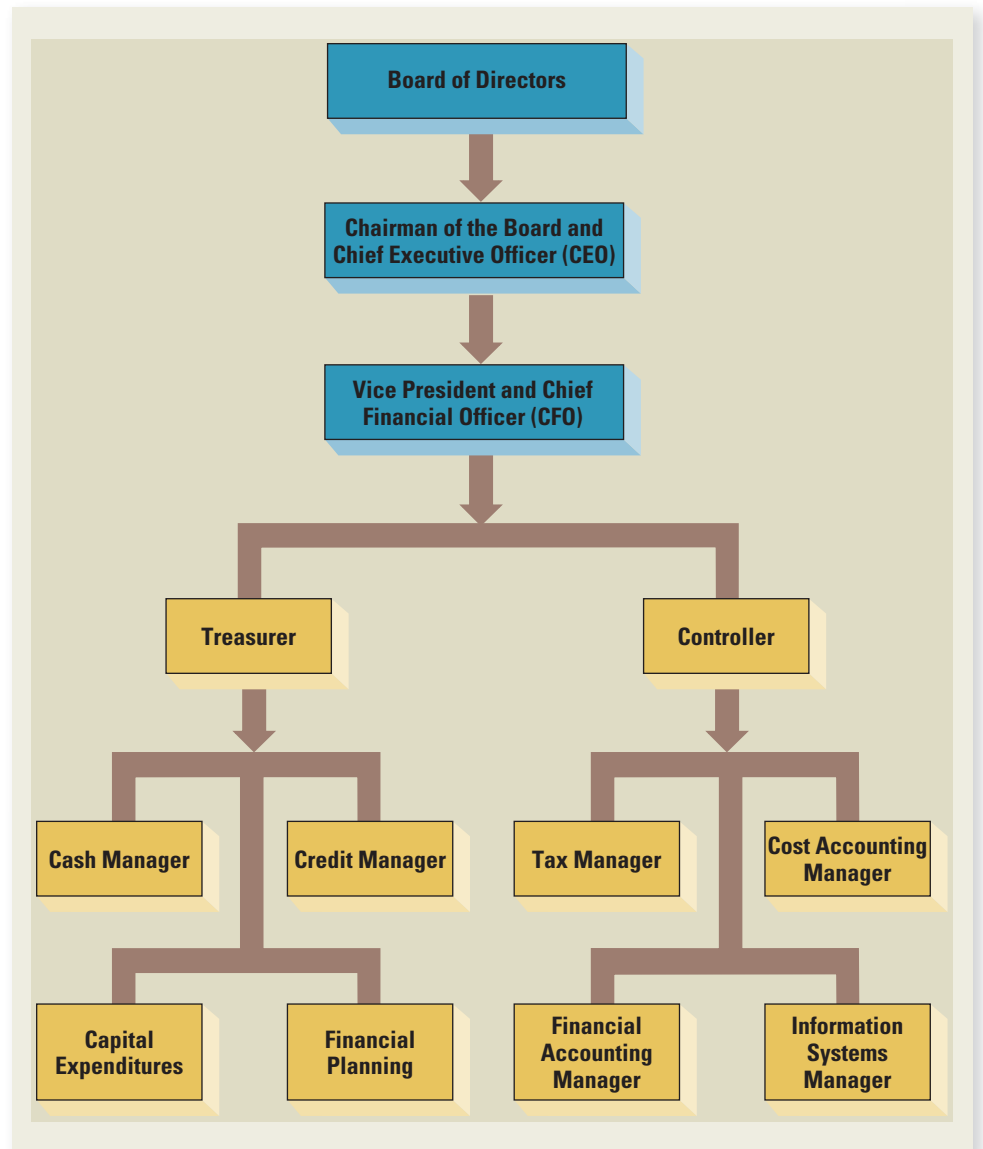 Board of Directors
Chairman of the Board and
Chief Executive Officer (CEO)
Vice President and Chief
Financial Officer (CFO)
Treasurer
Controller
Cash Manager
Credit Manager
Tax Manager
Cost Accounting
Manager
Capital
Expenditures
Financial
Planning
Financial
Accounting
Manager
Information
Systems
Manager